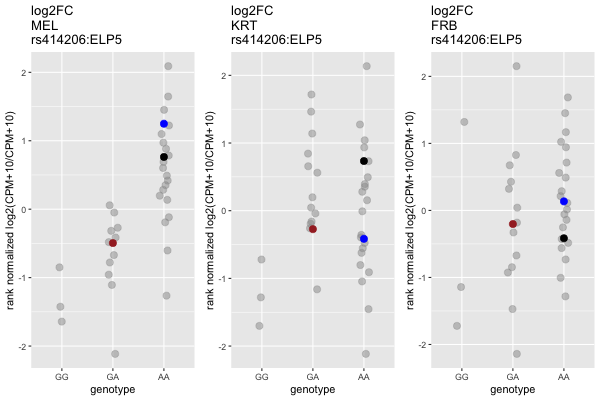 log2FC
MEL
rs414206:ELP5
rank normalized log2(CPM+10/CPM+10)
2
1
0
-1
-2
GG
GA
AA
genotype
log2FC
KRT
rs414206:ELP5
rank normalized log2(CPM+10/CPM+10)
2
1
0
-1
-2
GG
GA
AA
genotype
log2FC
FRB
rs414206:ELP5
rank normalized log2(CPM+10/CPM+10)
2
1
0
-1
-2
GG
GA
AA
genotype